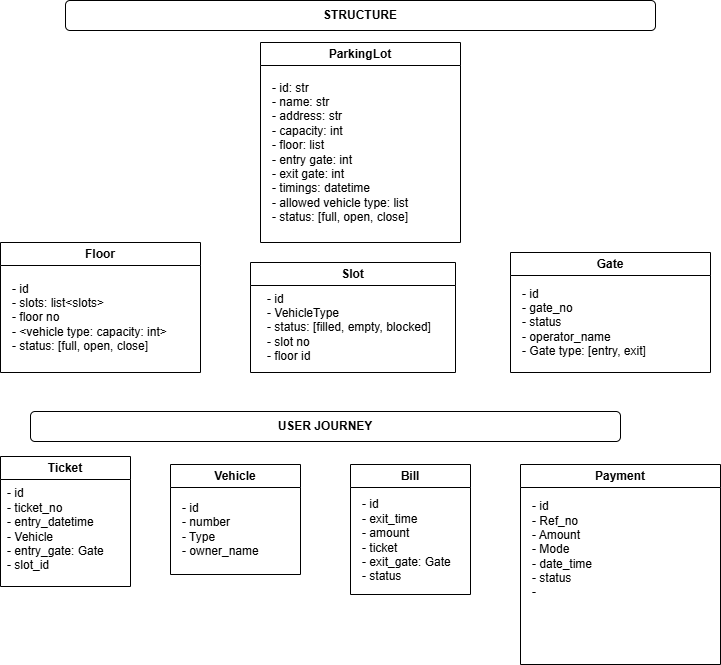 STRUCTURE
ParkingLot
- id: str
- name: str
- address: str
- capacity: int
- floor: list
- entry gate: int
- exit gate: int
- timings: datetime
- allowed vehicle type: list
- status: [full, open, close]
Floor
- id
- slots: list<slots>
- floor no
- <vehicle type: capacity: int>
- status: [full, open, close]
Slot
- id
- VehicleType
- status: [filled, empty, blocked]
- slot no
- floor id
Gate
- id
- gate_no
- status
- operator_name
- Gate type: [entry, exit]
USER JOURNEY
Ticket
- id
- ticket_no
- entry_datetime
- Vehicle
- entry_gate: Gate
- slot_id
Vehicle
- id
- number
- Type
- owner_name
Bill
- id
- exit_time
- amount
- ticket
- exit_gate: Gate
- status
Payment
- id
- Ref_no
- Amount
- Mode
- date_time
- status
-